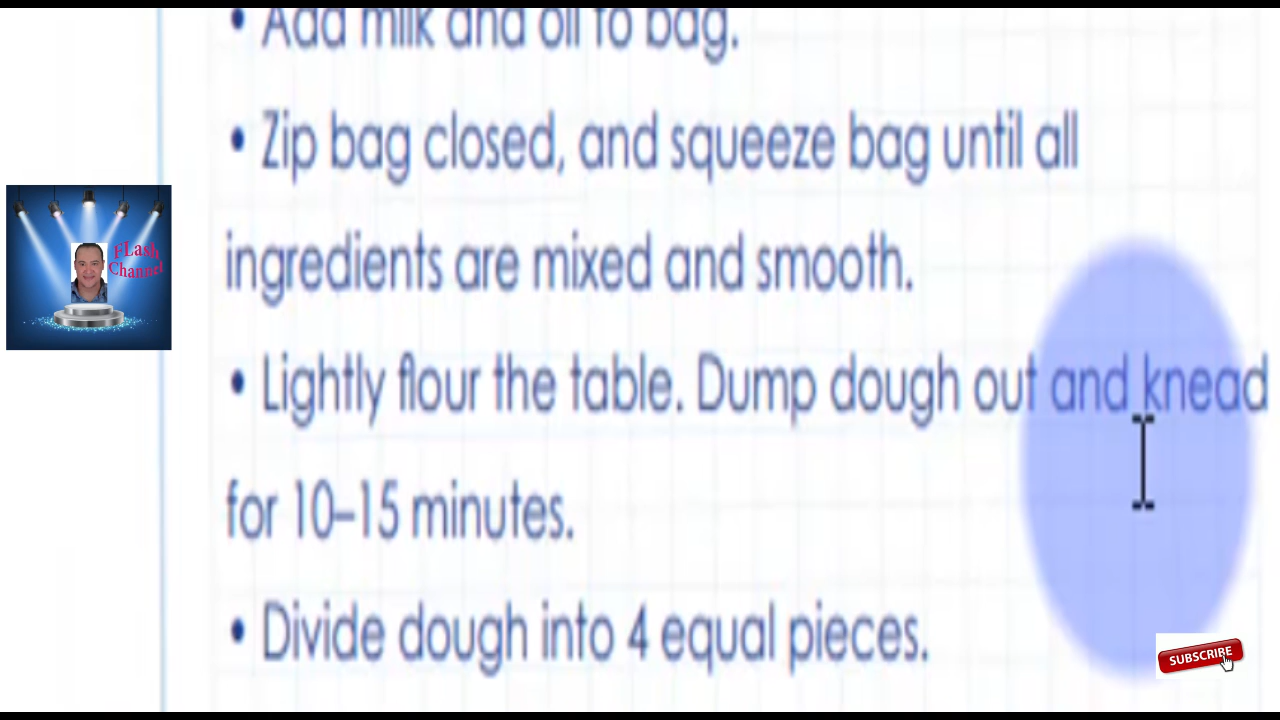 • Add milk and oil to bag.
• Zip bag closed, and squeeze bag until all
ingredients are mixed and smooth.
FLash
Channel
• Lightly flour the table. Dump dough out and knead
for 10–15 minutes.
• Divide dough into 4 equal pieces.
SUBSCRIBE